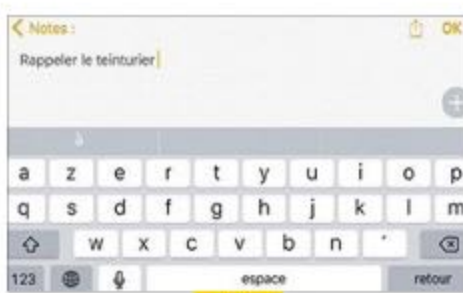 Notes :
OK
Rappeler le teinturier
a z e r t y u i o p
q s d f g h j k l m
w x c v b n '
123 espace retour